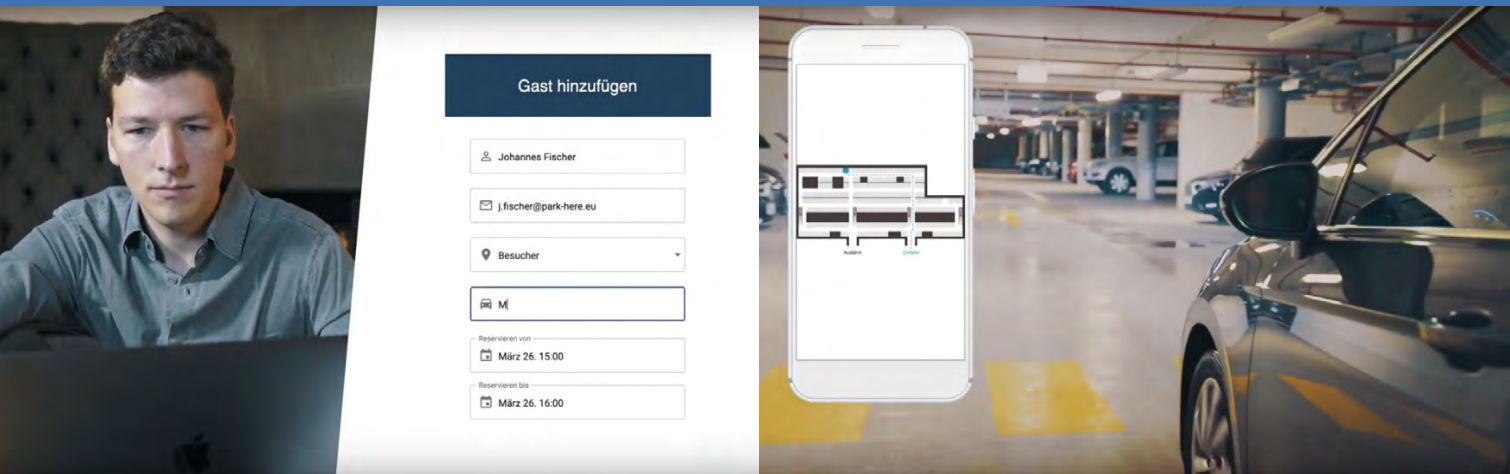 Gast hinzufügen
Johannes Fischer
j.fischer@park-here.eu
Besucher
M
Reservieren von
März 26. 15:00
Reservieren bis
März 26. 16:00
Ausfahrt
Einfahrt